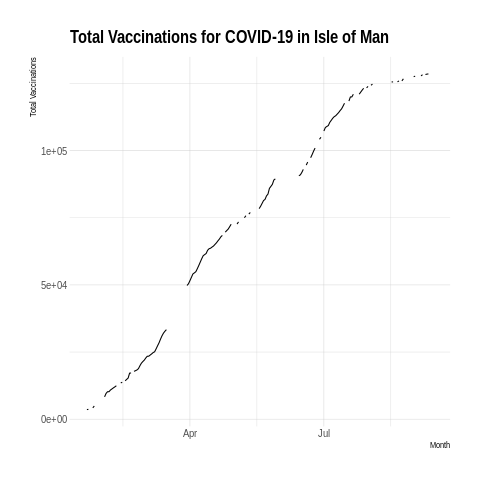 Total Vaccinations for COVID-19 in Isle of Man
Total Vaccinations
1e+05
5e+04
0e+00
Apr Jul
Month